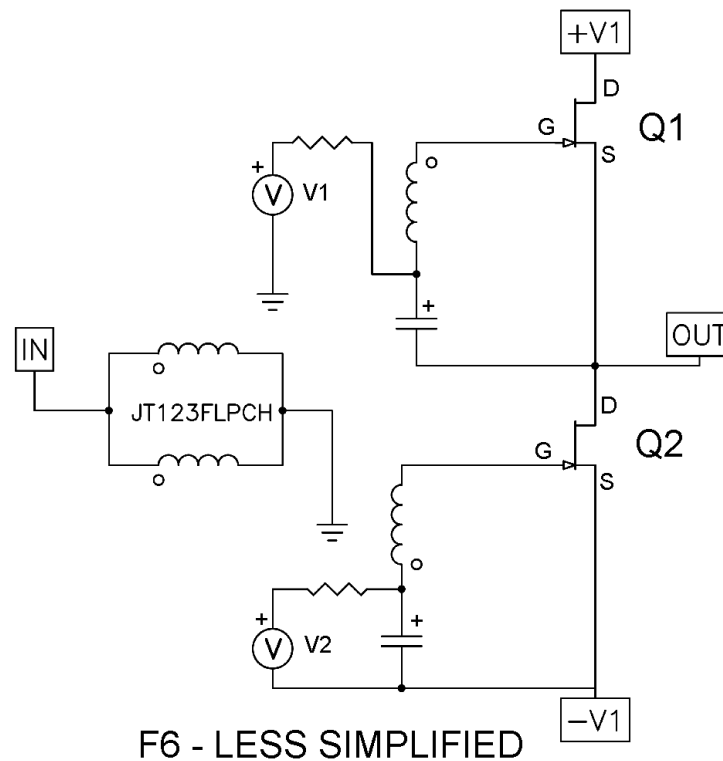 +V1
D
G
Q1
S
+
V
V1
+
IN
OUT
JT123FLPCH
D
G
Q2
S
+
V
V2
+
-V1
F6 - LESS SIMPLIFIED